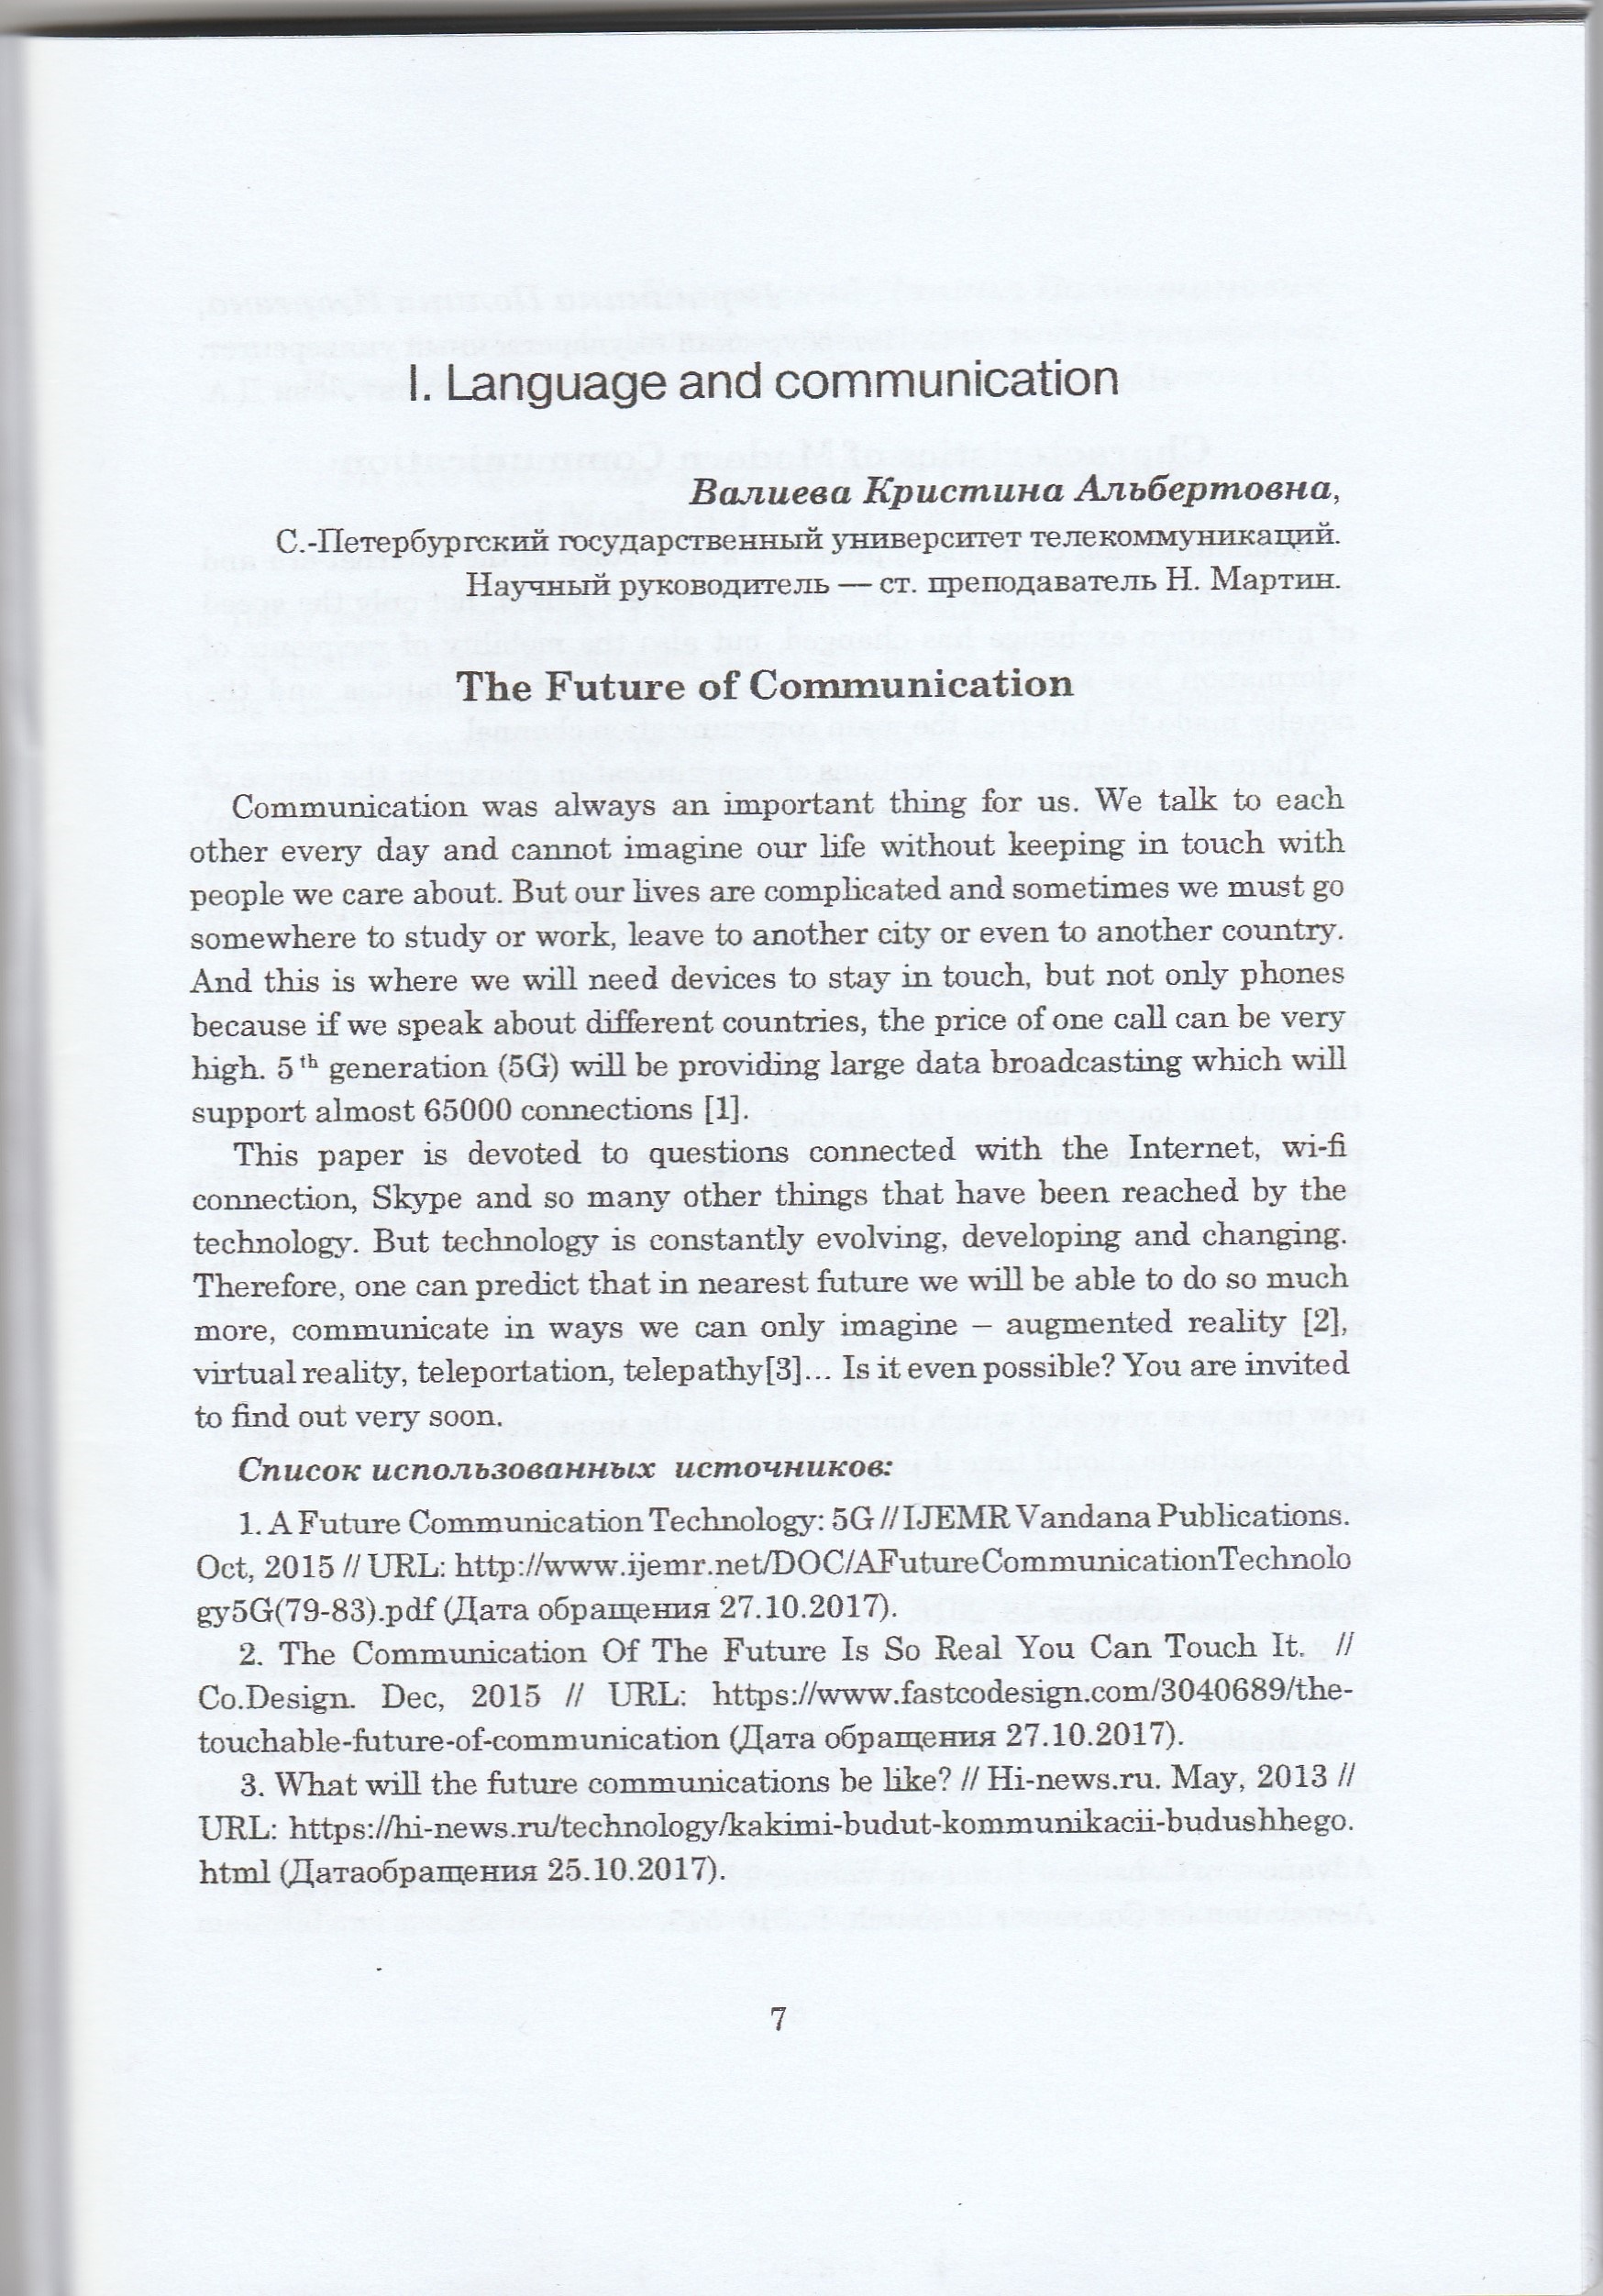 I. Language and communication
Валиева Кристина Альбертовна,
С.-Петербургский государственный университет телекоммуникаций.
Научный руководитель — ст. преподаватель Н. Мартин.
The Future of Communication
Communication was always an important thing for us. We talk to each
other every day and cannot imagine our life without keeping in touch with
people we care about. But our lives are complicated and sometimes we must go
somewhere to study or work, leave to another city or even to another country.
And this is where we will need devices to stay in touch, but not only phones
because if we speak about different countries, the price of one call can be very
high. 5 th generation (5G) will be providing large data broadcasting which will
support almost 65000 connections [1].
This paper is devoted to questions connected with the Internet, wi-fi
connection, Skype and so many other things that have been reached by the
technology. But technology is constantly evolving, developing and changing.
Therefore, one can predict that in nearest future we will be able to do so much
more, communicate in ways we can only imagine – augmented reality [2],
virtual reality, teleportation, telepathy[3]... Is it even possible? You are invited
to find out very soon.
Список использованных источников:
1. A Future Communication Technology: 5G // IJEMR Vandana Publications.
Oct, 2015 // URL: http://www.ijemr.net/DOC/AFutureCommunicationTechnolo
gy5G(79-83).pdf (Дата обращения 27.10.2017).
2. The Communication Of The Future Is So Real You Can Touch It. //
Co.Design. Dec, 2015 // URL: https://www.fastcodesign.com/3040689/the-
touchable-future-of-communication (Дата обращения 27.10.2017).
3. What will the future communications be like? // Hi-news.ru. May, 2013 //
URL: https://hi-news.ru/technology/kakimi-budut-kommunikacii-budushhego.
html (Датаобращения 25.10.2017).
7